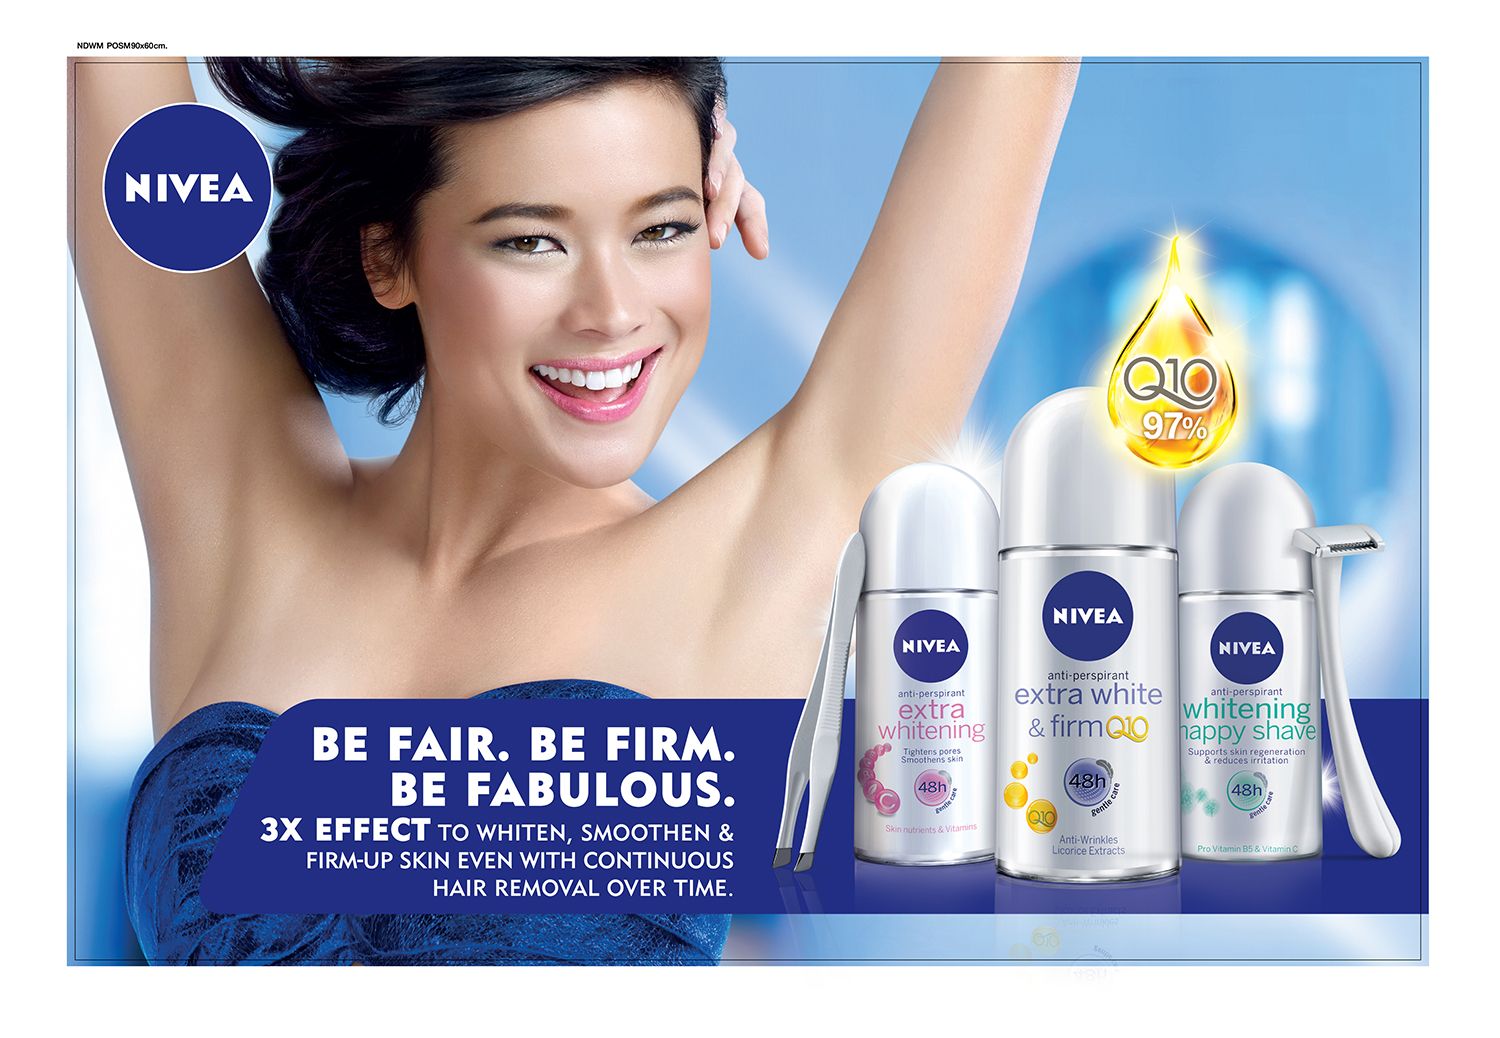 NDWM POSM90x60cm.
NIVEA
BE FAIR. BE FIRM.
BE FABULOUS.
3X EFFECT TO WHITEN, SMOOTHEN &
FIRM-UP SKIN EVEN WITH CONTINUOUS
HAIR REMOVAL OVER TIME.
Q10
97%
NIVEA
anti-perspirant
extra
whitening
Tightens pores
Smoothens skin
48h
gentle care
C
Skin nutrients & Vitamins
NIVEA
anti-perspirant
extra white
& firm Q10
48h
gentle care
Q10
Anti-Wrinkles
Licorice Extracts
NIVEA
anti-perspirant
whitening
happy shave
Supports skin regeneration
& reduces irritation
48h
gentle care
Pro Vitamin B5 & Vitamin C